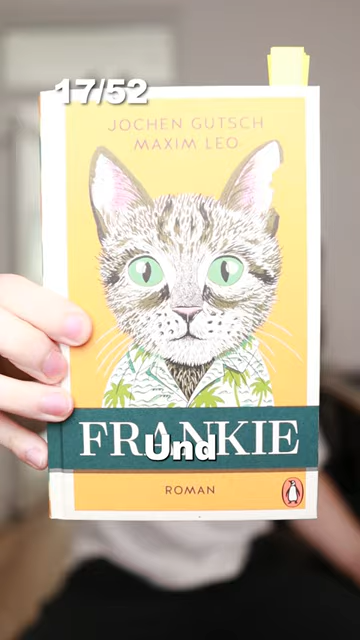 17/52
JOCHEN GUTSCH
MAXIM LEO
FRANKIE
Und
ROMAN